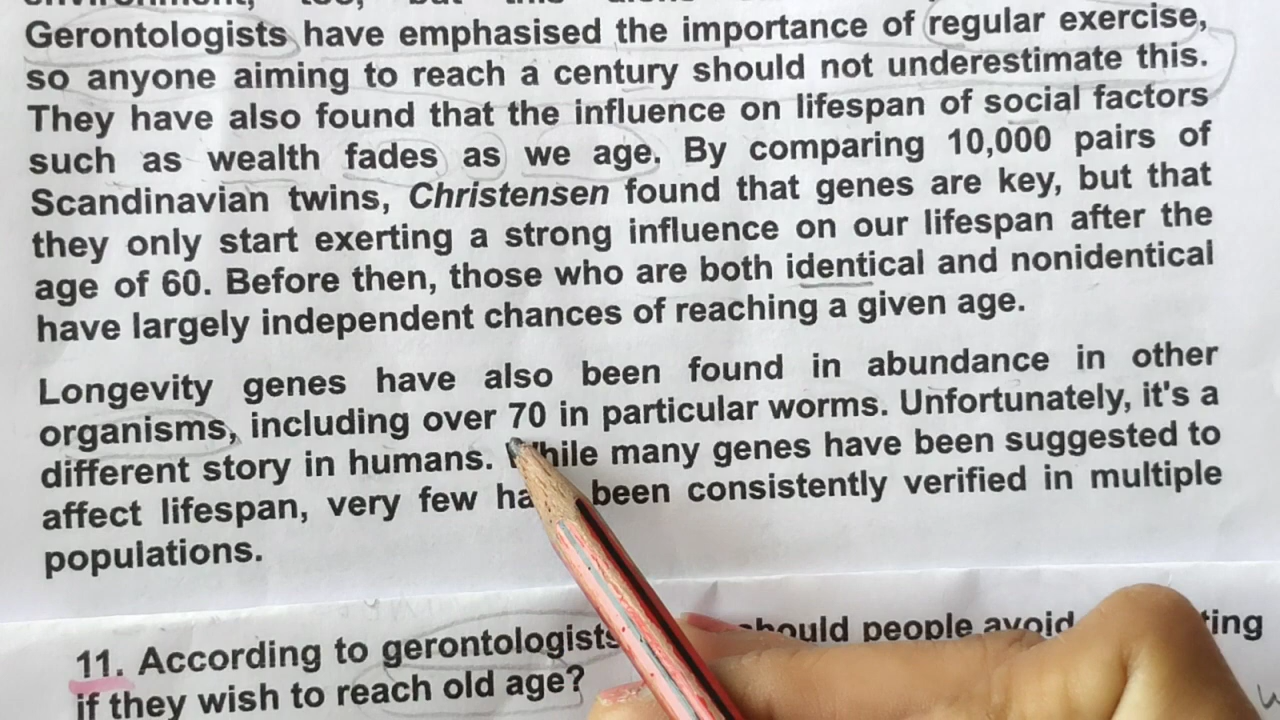 Gerontologists have emphasised the importance of regular exercise,
so anyone aiming to reach a century should not underestimate this.
They have also found that the influence on lifespan of social factors
such as wealth fades as we age. By comparing 10,000 pairs of
Scandinavian twins, Christensen found that genes are key, but that
they only start exerting a strong influence on our lifespan after the
age of 60. Before then, those who are both identical and nonidentical
have largely independent chances of reaching a given age.
Longevity genes have also been found in abundance in other
organisms, including over 70 in particular worms. Unfortunately, it's a
different story in humans. While many genes have been suggested to
affect lifespan, very few been consistently verified in multiple
populations.
11. According to gerontologists should people avoid
if they wish to reach old age?